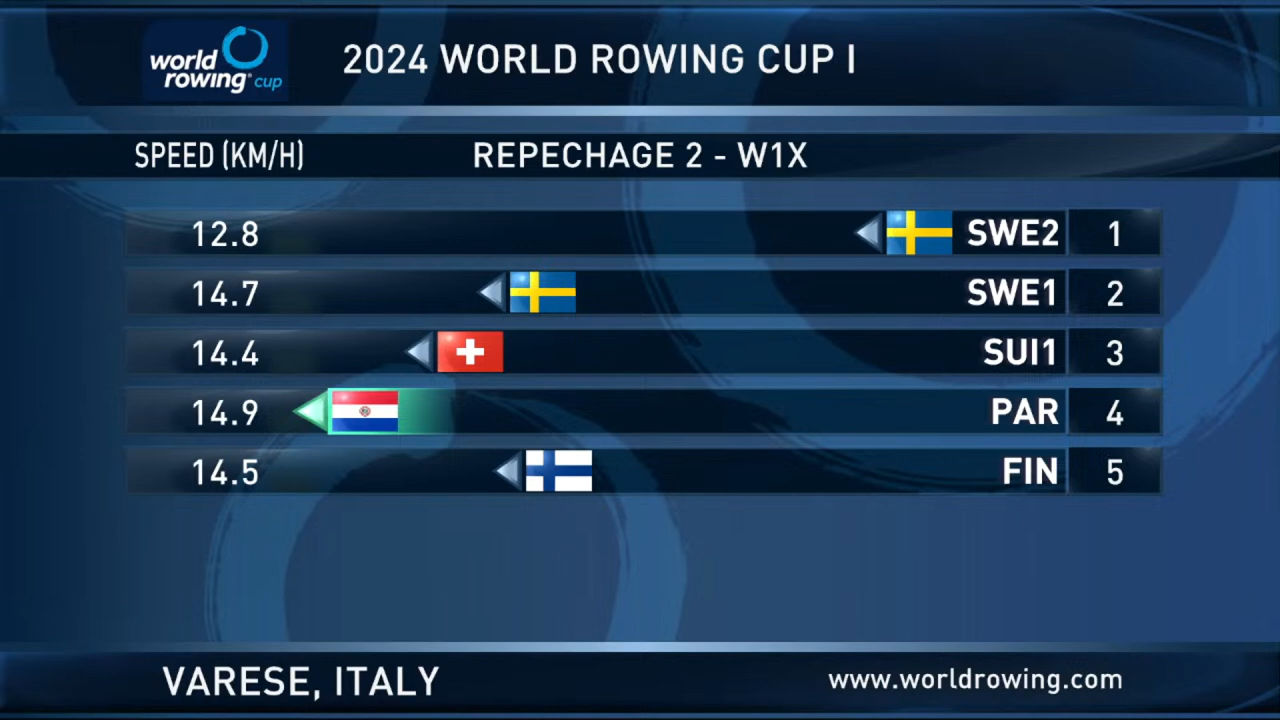 world rowing cup
2024 WORLD ROWING CUP I
SPEED (KM/H) REPECHAGE 2 - W1X
12.8 SWE2 1
14.7 SWE1 2
14.4 SUI1 3
14.9 PAR 4
14.5 FIN 5
VARESE, ITALY www.worldrowing.com